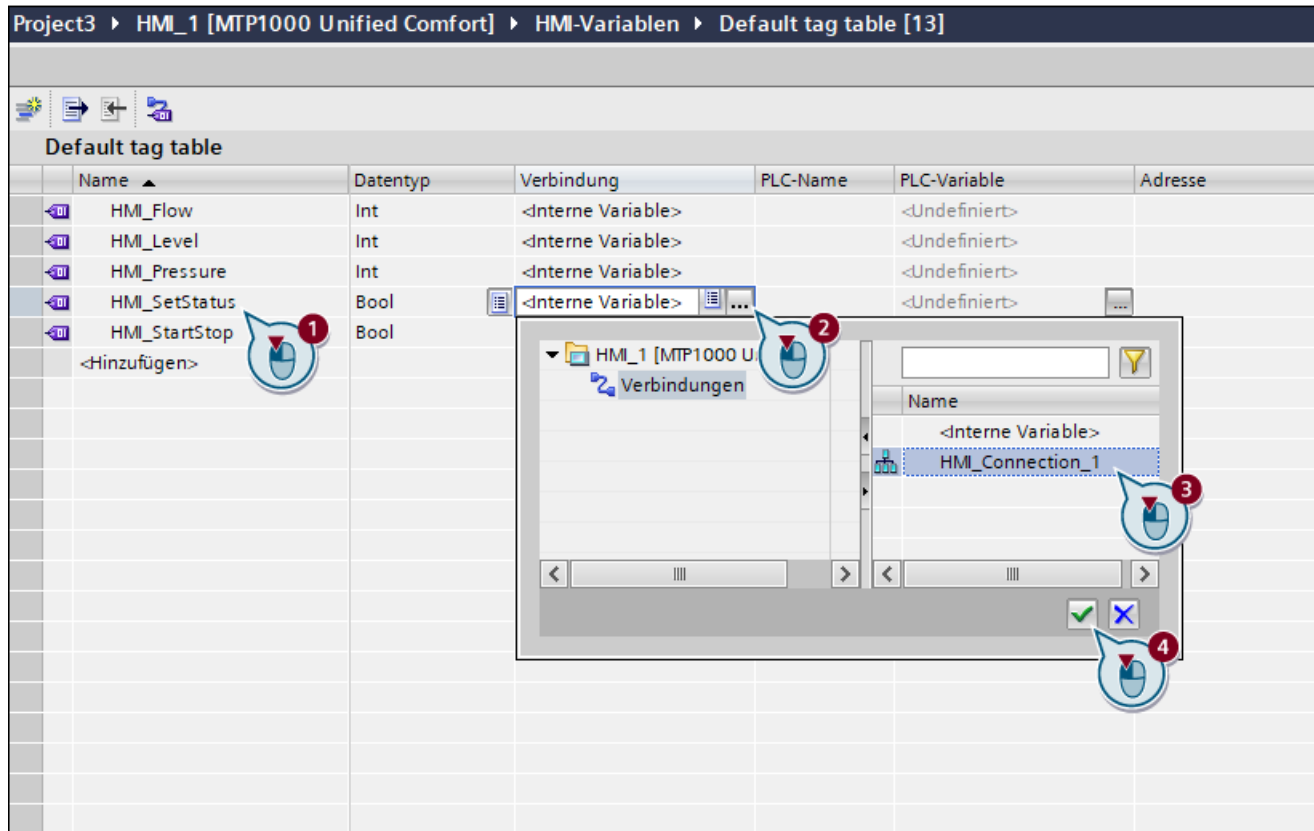 Project3 ▸ HMI_1 [MTP1000 Unified Comfort] ▸ HMI-Variablen ▸ Default tag table [13]
Default tag table
Name Datentyp Verbindung PLC-Name PLC-Variable Adresse
HMI_Flow Int <Interne Variable> <Undefiniert>
HMI_Level Int <Interne Variable> <Undefiniert>
HMI_Pressure Int <Interne Variable> <Undefiniert>
HMI_SetStatus Bool <Interne Variable> ... <Undefiniert> ...
HMI_StartStop Bool
1
2
<Hinzufügen>
HMI_1 [MTP1000 U
Verbindungen
Name
<Interne Variable>
HMI_Connection_1
3
4